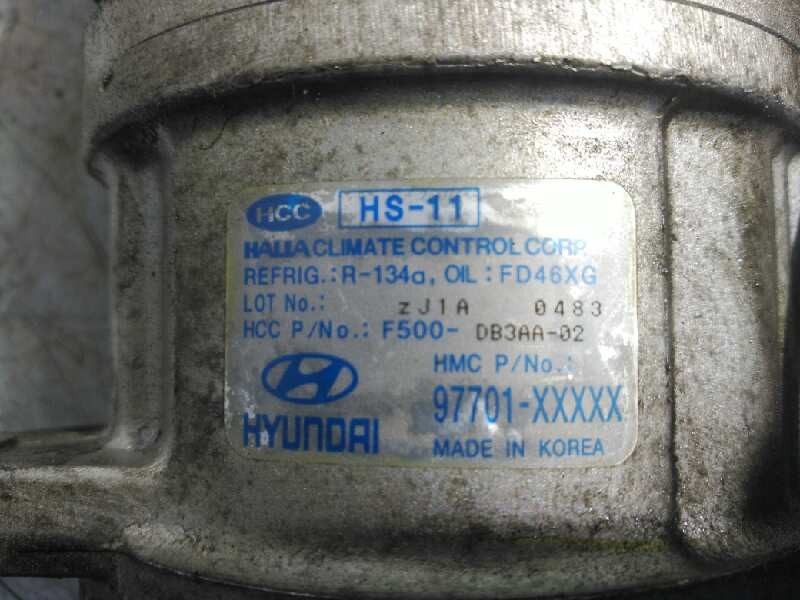 HCC HS-11
HALLA CLIMATE CONTROL CORP.
REFRIG.: R-134a, OIL : FD46XG
LOT No.: zJ1A 0483
HCC P/No.: F500- DB3AA-02
HMC P/No.:
97701-XXXXX
HYUNDAI
MADE IN KOREA